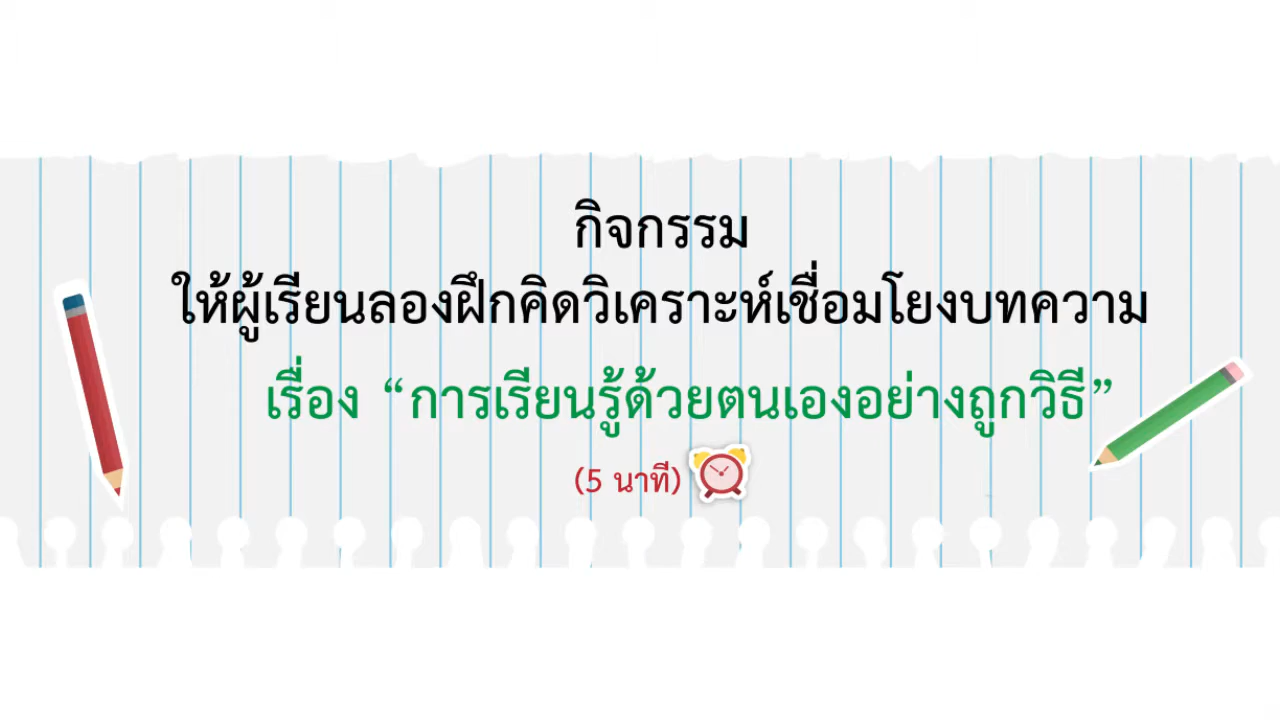 กิจกรรม
ให้ผู้เรียนลองฝึกคิดวิเคราะห์เชื่อมโยงบทความ
เรื่อง “การเรียนรู้ด้วยตนเองอย่างถูกวิธี”
(5 นาที)